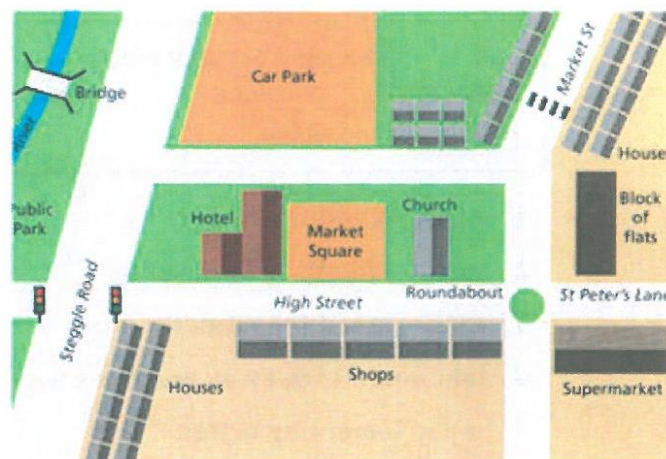 Car Park
Market St
Bridge
River
House
Public
Park
Hotel
Market
Square
Church
Block
of
flats
Steggle Road
High Street
Roundabout
St Peter's Lane
Houses
Shops
Supermarket